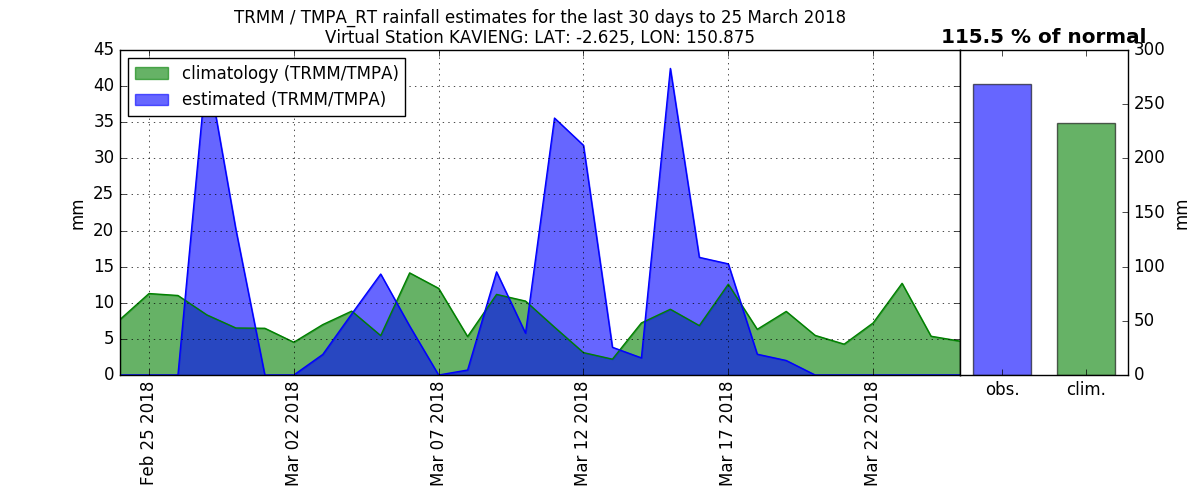 TRMM / TMPA_RT rainfall estimates for the last 30 days to 25 March 2018
Virtual Station KAVIENG: LAT: -2.625, LON: 150.875
115.5 % of normal
climatology (TRMM/TMPA)
estimated (TRMM/TMPA)
45
40
35
30
25
20
15
10
5
0
mm
Feb 25 2018
Mar 02 2018
Mar 07 2018
Mar 12 2018
Mar 17 2018
Mar 22 2018
300
250
200
150
100
50
0
mm
obs.
clim.